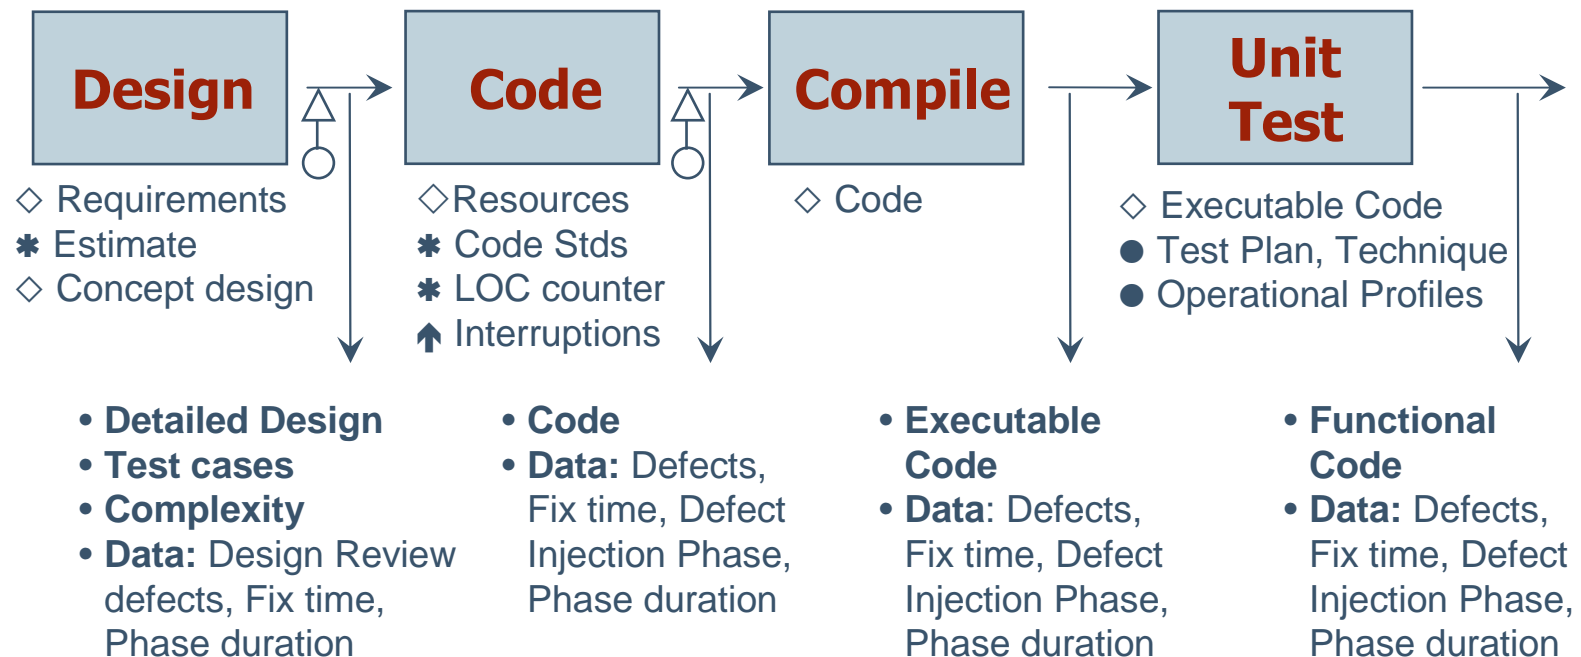 Design
Code
Compile
Unit
Test
◇ Requirements
✱ Estimate
◇ Concept design
◇Resources
✱ Code Stds
✱ LOC counter
↑ Interruptions
◇ Code
◇ Executable Code
● Test Plan, Technique
● Operational Profiles
• Detailed Design
• Test cases
• Complexity
• Data: Design Review
defects, Fix time,
Phase duration
• Code
• Data: Defects,
Fix time, Defect
Injection Phase,
Phase duration
• Executable
Code
• Data: Defects,
Fix time, Defect
Injection Phase,
Phase duration
• Functional
Code
• Data: Defects,
Fix time, Defect
Injection Phase,
Phase duration